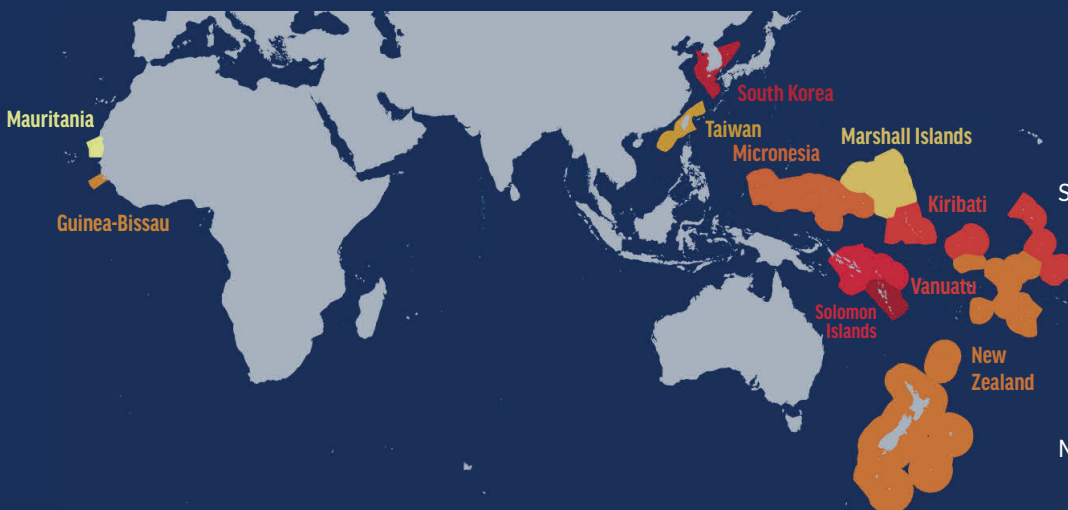 South Korea
Mauritania
Taiwan
Marshall Islands
Micronesia
S
Kiribati
Guinea-Bissau
Vanuatu
Solomon
Islands
New
Zealand
N